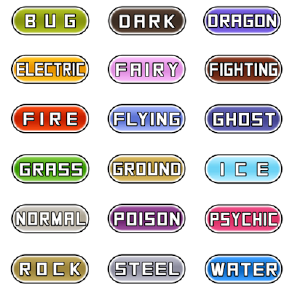 BUG DARK DRAGON
ELECTRIC FAIRY FIGHTING
FIRE FLYING GHOST
GRASS GROUND ICE
NORMAL POISON PSYCHIC
ROCK STEEL WATER